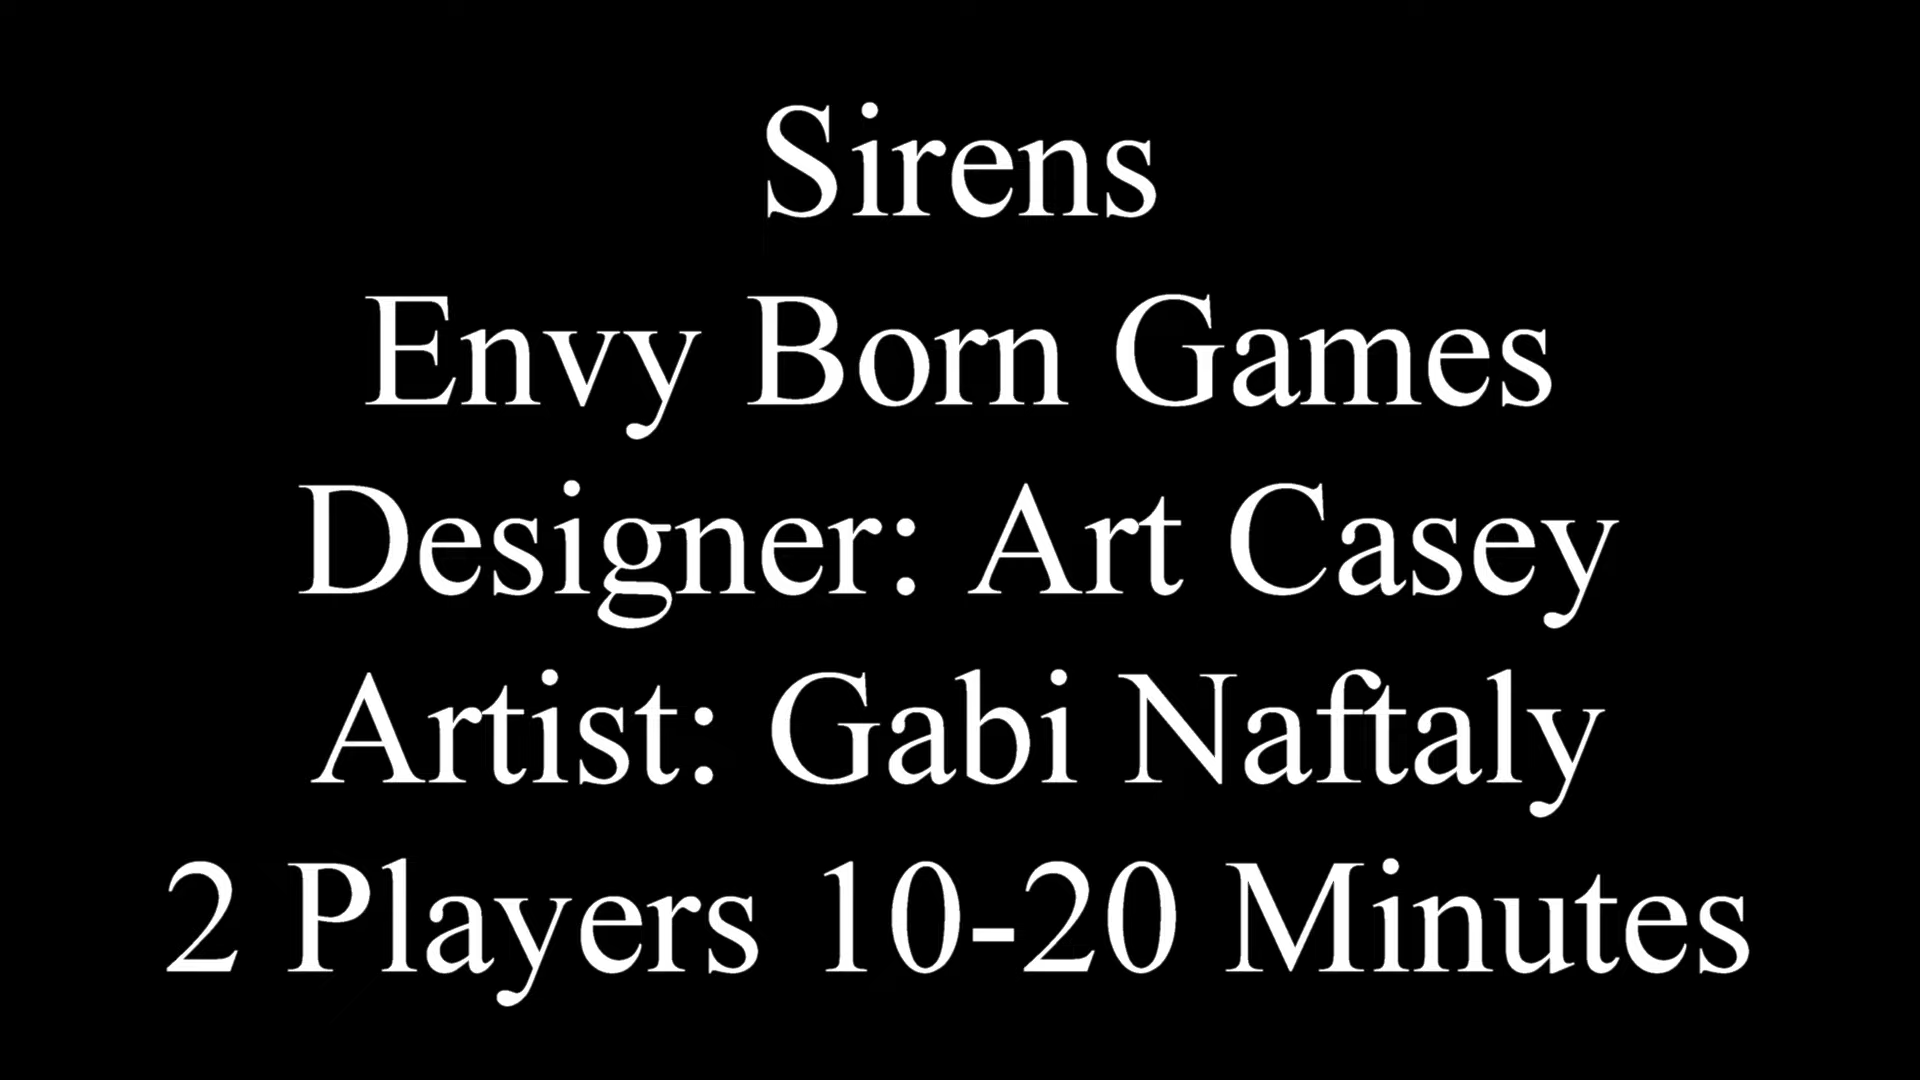 Sirens
Envy Born Games
Designer: Art Casey
Artist: Gabi Naftaly
2 Players 10-20 Minutes